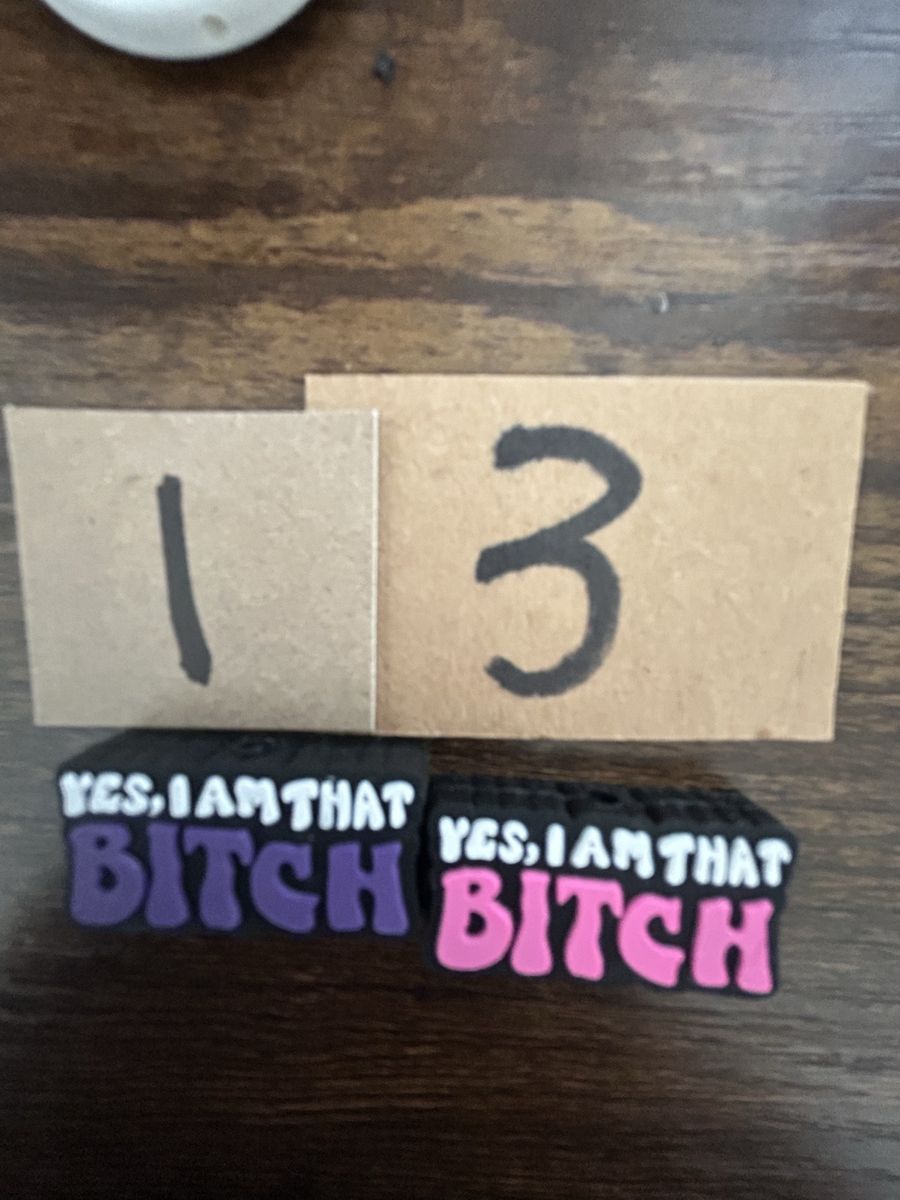 1 3
YES, I AM THAT
BITCH
YES, I AM THAT
BITCH